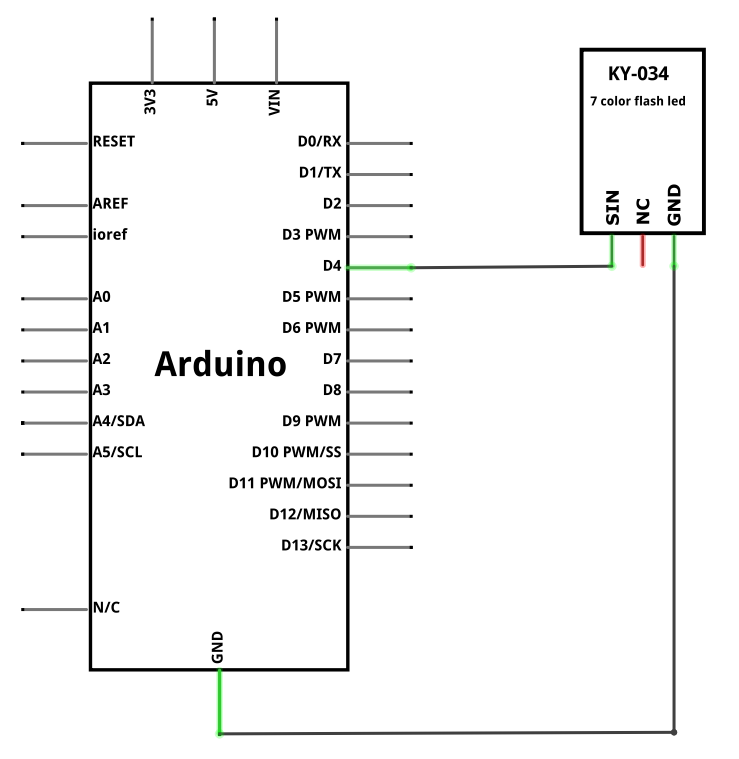 3V3
5V
VIN
RESET
AREF
ioref
A0
A1
A2
A3
A4/SDA
A5/SCL
N/C
Arduino
D0/RX
D1/TX
D2
D3 PWM
D4
D5 PWM
D6 PWM
D7
D8
D9 PWM
D10 PWM/SS
D11 PWM/MOSI
D12/MISO
D13/SCK
GND
KY-034
7 color flash led
SIN
NC
GND